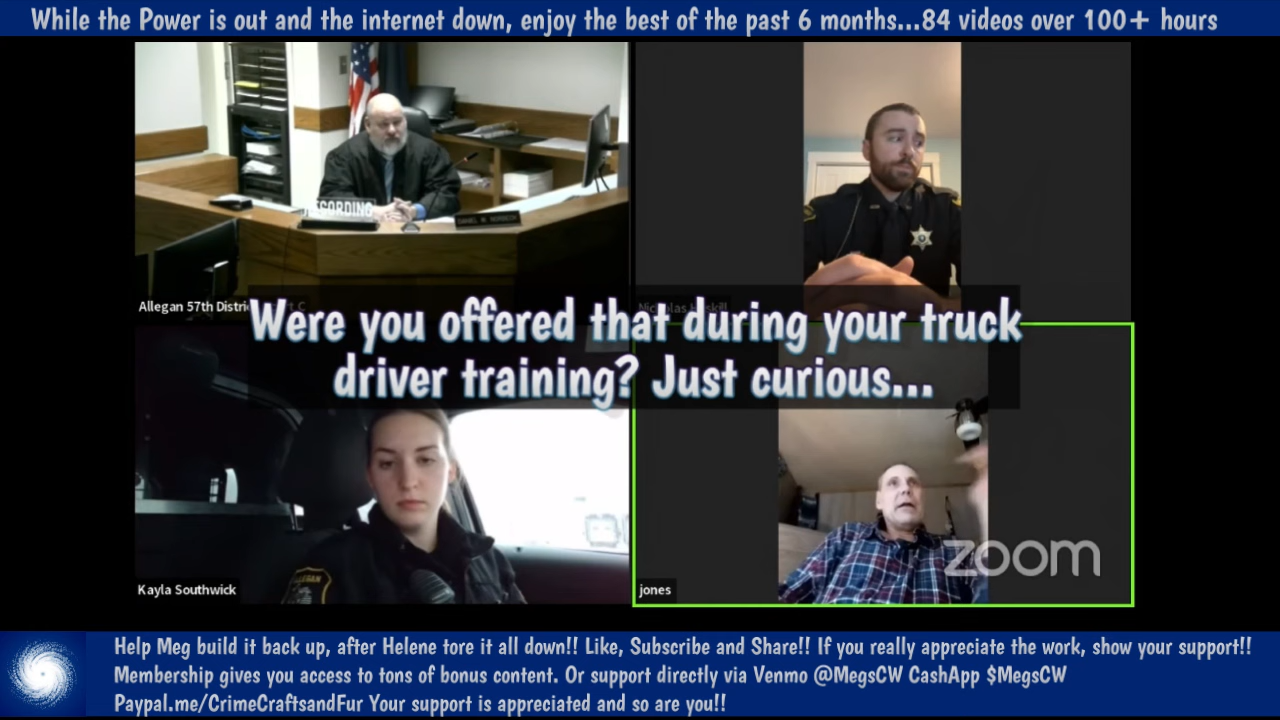 While the Power is out and the internet down, enjoy the best of the past 6 months...84 videos over 100+ hours
RECORDING
Allegan 57th Distri
Were you offered that during your truck
driver training? Just curious...
Kayla Southwick
jones
zoom
Help Meg build it back up, after Helene tore it all down!! Like, Subscribe and Share!! If you really appreciate the work, show your support!!
Membership gives you access to tons of bonus content. Or support directly via Venmo @MegsCW CashApp $MegsCW
Paypal.me/CrimeCraftsandFur Your support is appreciated and so are you!!